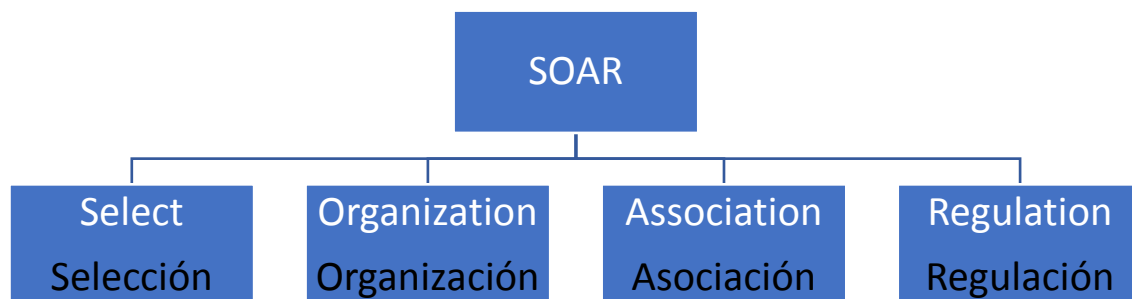 SOAR
Select
Selección
Organization
Organización
Association
Asociación
Regulation
Regulación